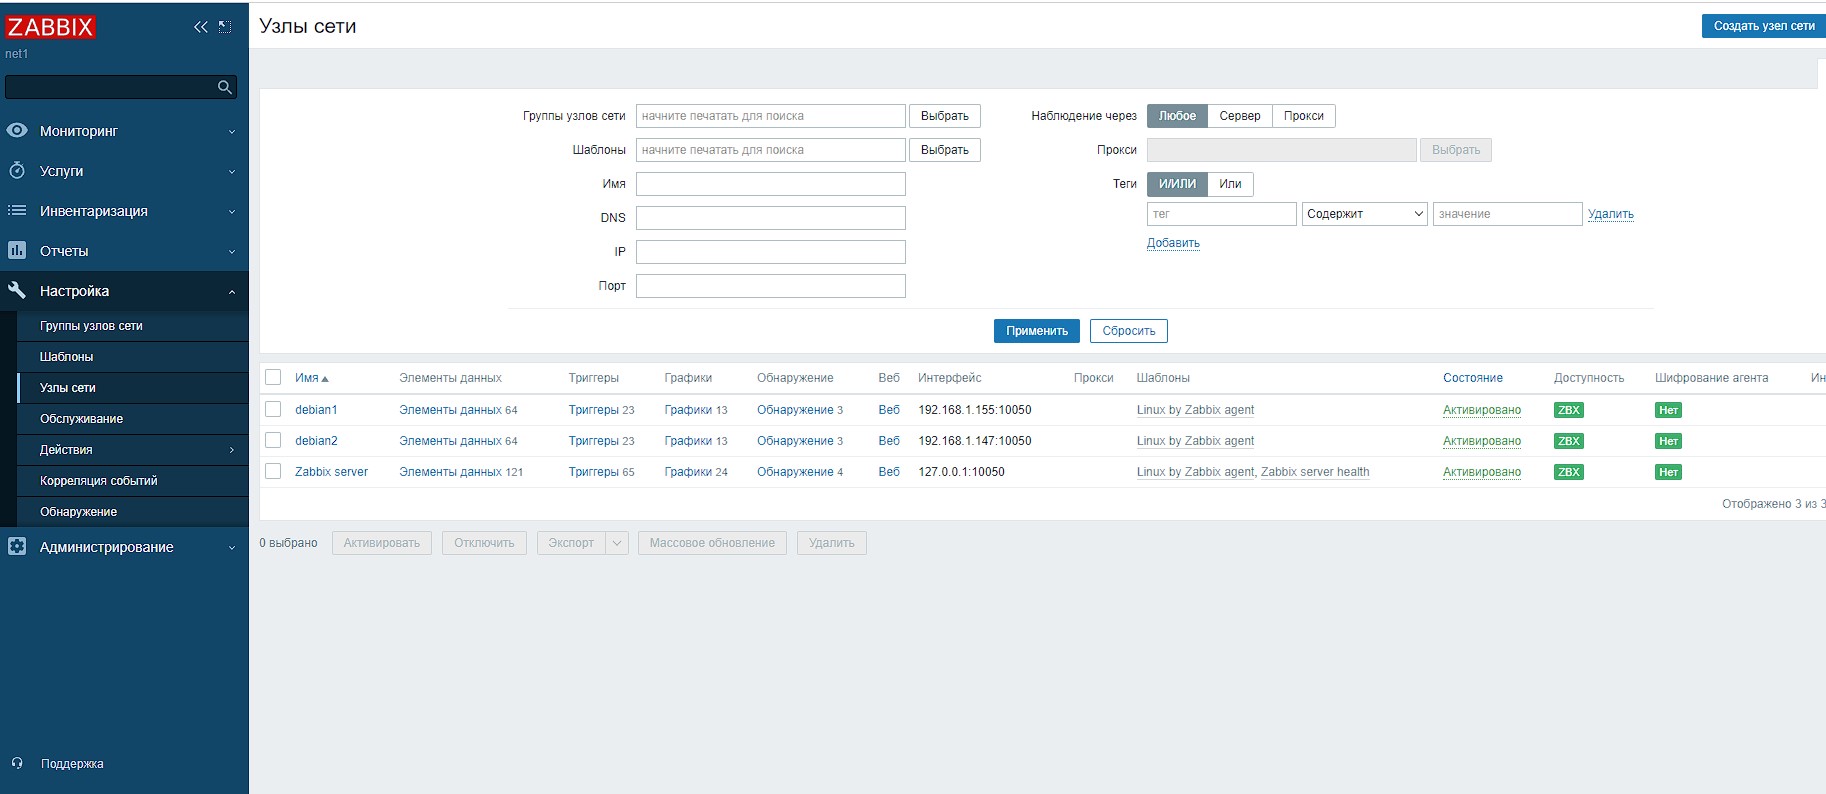 ZABBIX
net1
Мониторинг
Услуги
Инвентаризация
Отчеты
Настройка
Группы узлов сети
Шаблоны
Узлы сети
Обслуживание
Действия
Корреляция событий
Обнаружение
Администрирование
Поддержка
Узлы сети
Создать узел сети
Группы узлов сети начните печатать для поиска Выбрать
Шаблоны начните печатать для поиска Выбрать
Имя
DNS
IP
Порт
Наблюдение через Любое Сервер Прокси
Прокси Выбрать
Теги И/ИЛИ Или
тег Содержит значение Удалить
Добавить
Применить Сбросить
Имя Элементы данных Триггеры Графики Обнаружение Веб Интерфейс Прокси Шаблоны Состояние Доступность Шифрование агента Ин
debian1 Элементы данных 64 Триггеры 23 Графики 13 Обнаружение 3 Веб 192.168.1.155:10050 Linux by Zabbix agent Активировано ZBX Нет
debian2 Элементы данных 64 Триггеры 23 Графики 13 Обнаружение 3 Веб 192.168.1.147:10050 Linux by Zabbix agent Активировано ZBX Нет
Zabbix server Элементы данных 121 Триггеры 65 Графики 24 Обнаружение 4 Веб 127.0.0.1:10050 Linux by Zabbix agent, Zabbix server health Активировано ZBX Нет
Отображено 3 из 3
0 выбрано Активировать Отключить Экспорт Массовое обновление Удалить